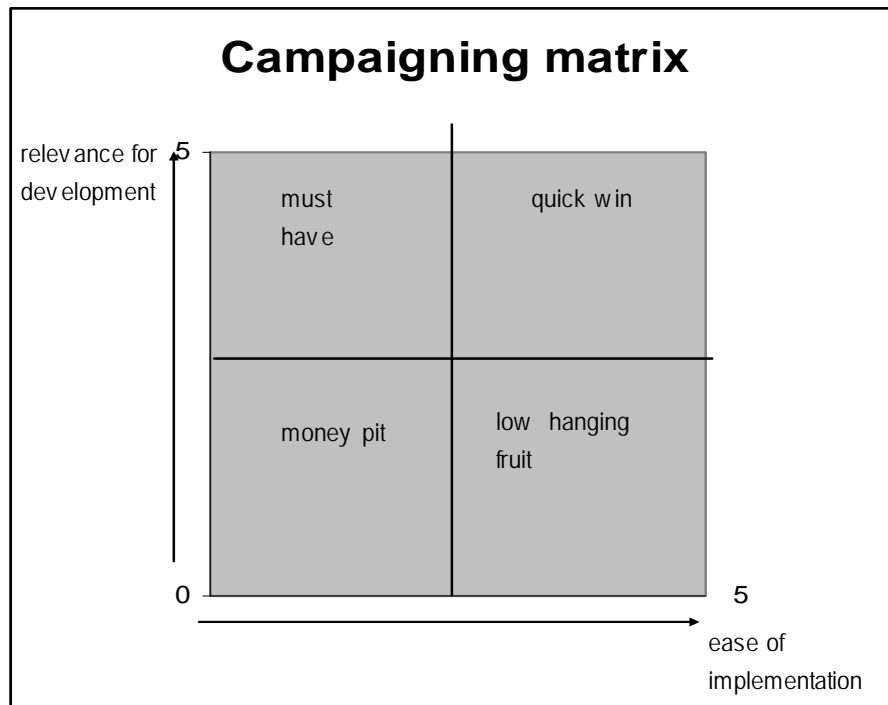 Campaigning matrix
relevance for
development
5
must
have
quick win
money pit
low hanging
fruit
0
5
ease of
implementation